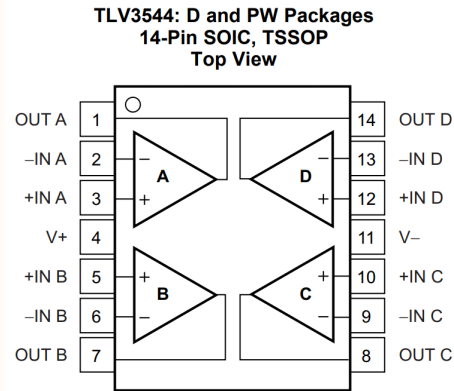 TLV3544: D and PW Packages
14-Pin SOIC, TSSOP
Top View
OUT A 1 14 OUT D
–IN A 2 – – 13 –IN D
A D
+IN A 3 + + 12 +IN D
V+ 4 11 V–
+IN B 5 + + 10 +IN C
B C
–IN B 6 – – 9 –IN C
OUT B 7 8 OUT C